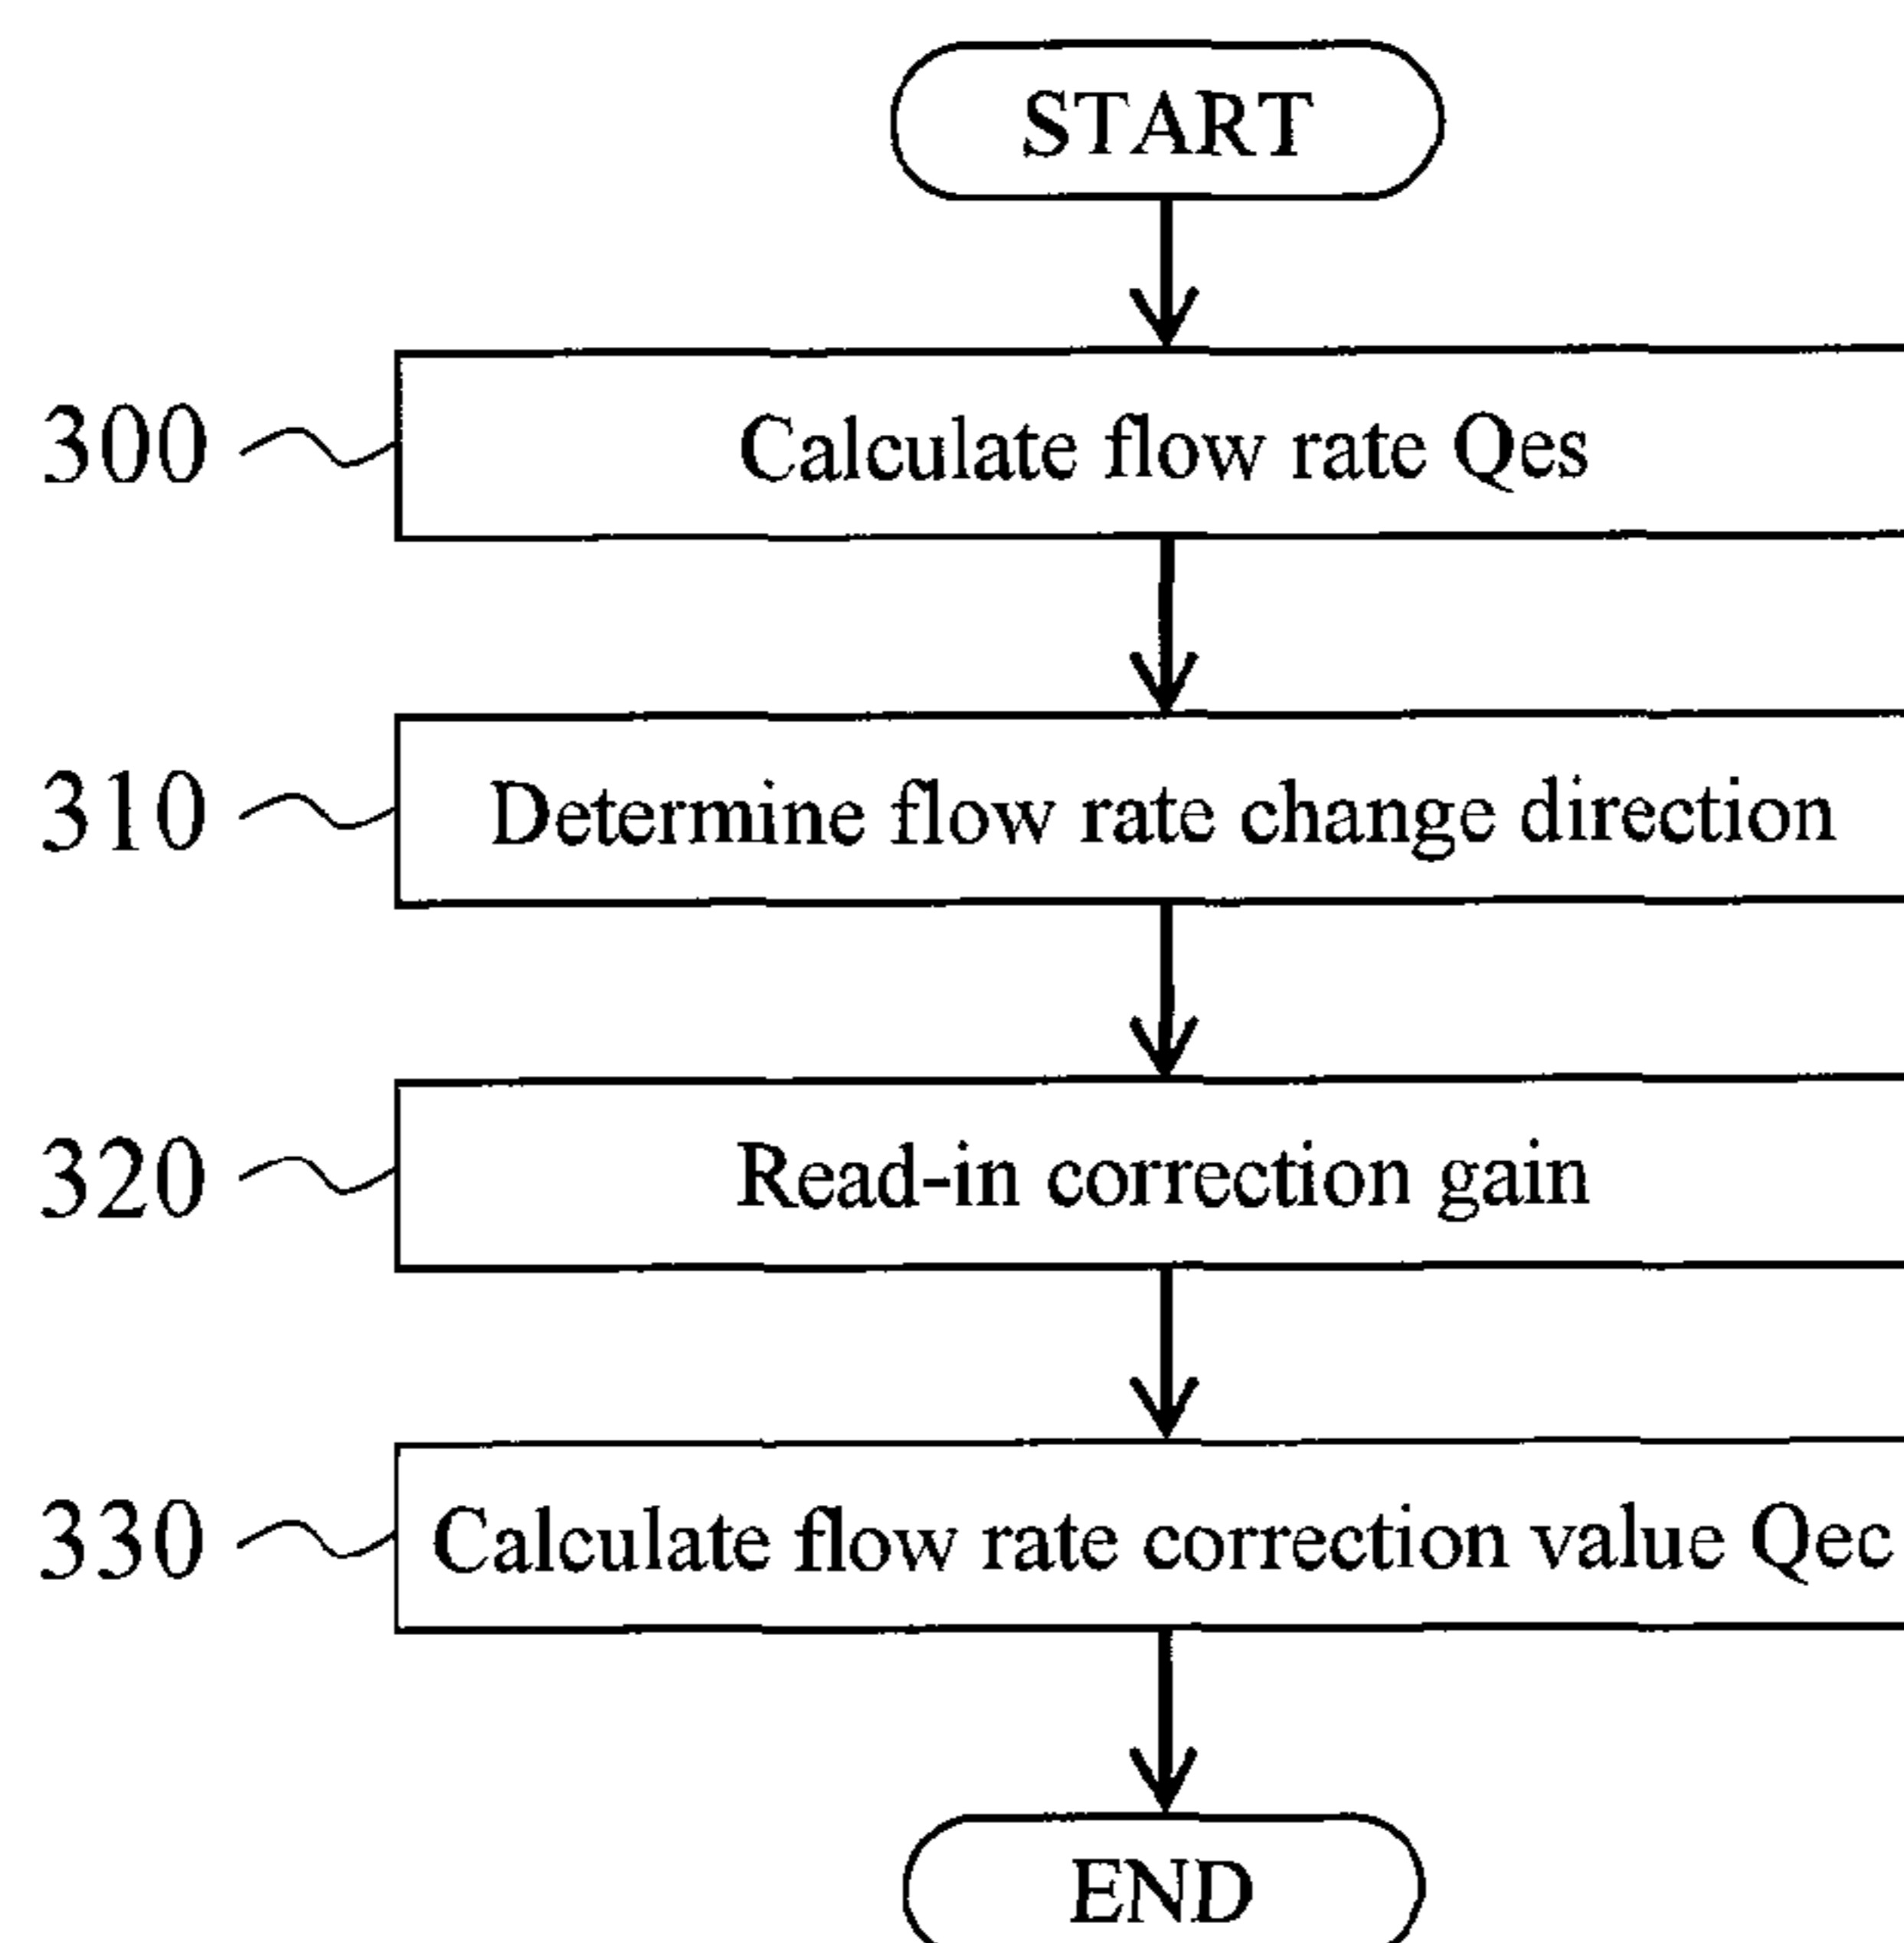 START
300
Calculate flow rate Qes
310
Determine flow rate change direction
320
Read-in correction gain
330
Calculate flow rate correction value Qec
END